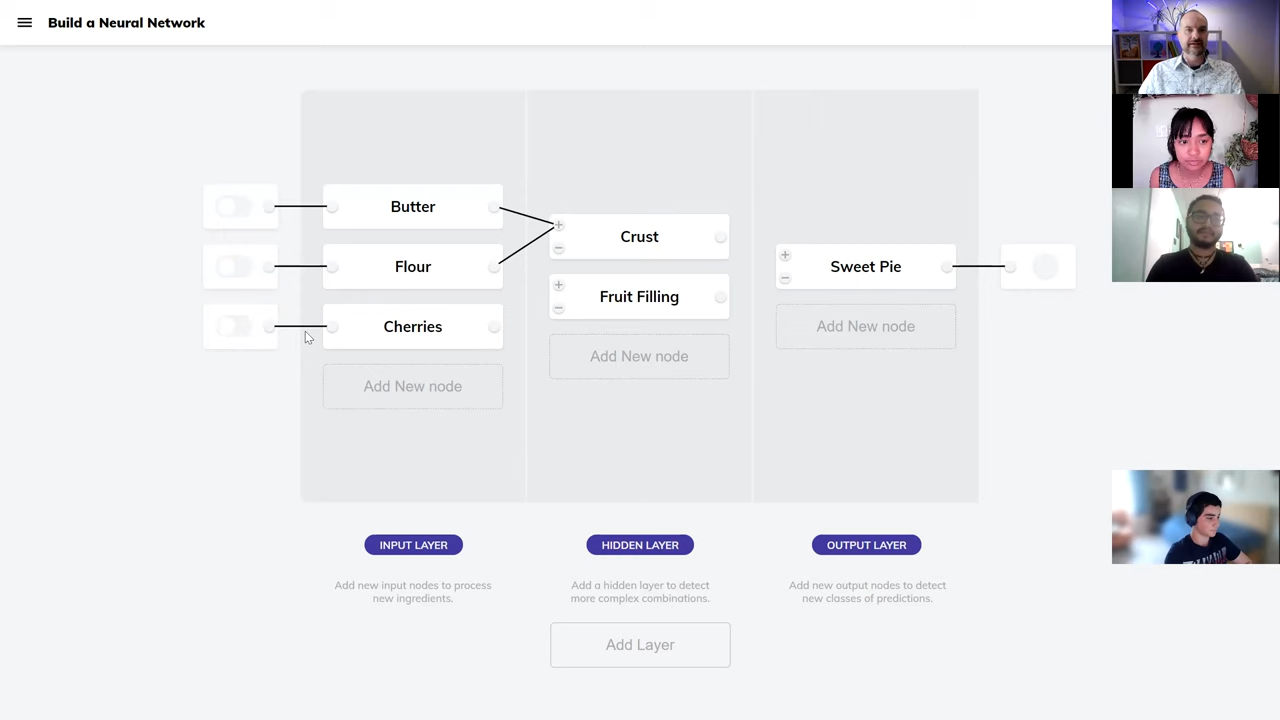 Build a Neural Network
Butter
Flour
Cherries
Add New node
Crust
Fruit Filling
Add New node
Sweet Pie
Add New node
INPUT LAYER
Add new input nodes to process
new ingredients.
HIDDEN LAYER
Add a hidden layer to detect
more complex combinations.
Add Layer
OUTPUT LAYER
Add new output nodes to detect
new classes of predictions.